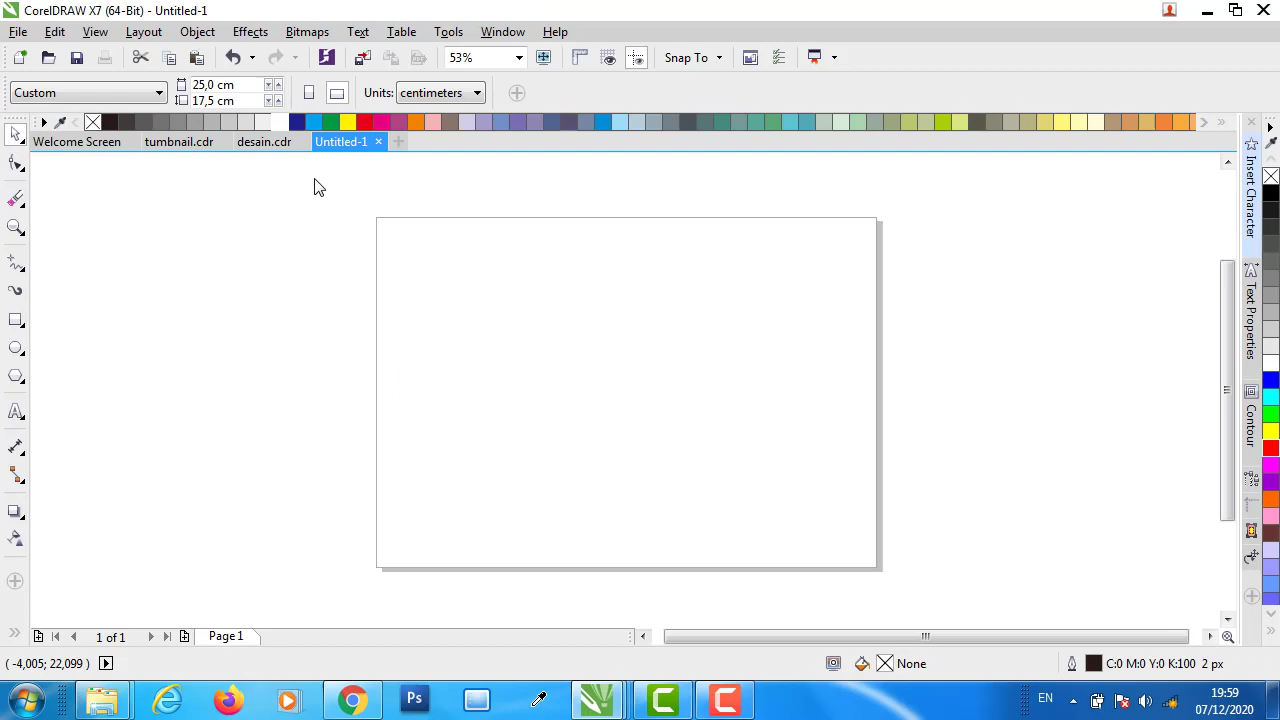 CorelDRAW X7 (64-Bit) - Untitled-1
File Edit View Layout Object Effects Bitmaps Text Table Tools Window Help
53% Snap To
Custom 25,0 cm 17,5 cm Units: centimeters
Welcome Screen tumbnail.cdr desain.cdr Untitled-1
Insert Character
Text Properties
Contour
1 of 1 Page 1
( -4,005; 22,099 ) None C:0 M:0 Y:0 K:100 2 px
Ps EN 19:59
07/12/2020